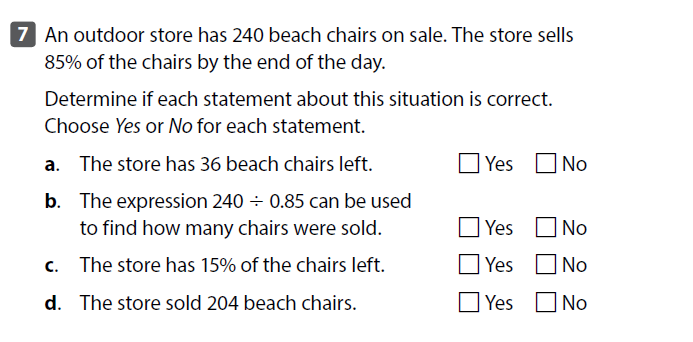 7 An outdoor store has 240 beach chairs on sale. The store sells
85% of the chairs by the end of the day.
Determine if each statement about this situation is correct.
Choose Yes or No for each statement.
a. The store has 36 beach chairs left. Yes No
b. The expression 240 ÷ 0.85 can be used
to find how many chairs were sold. Yes No
c. The store has 15% of the chairs left. Yes No
d. The store sold 204 beach chairs. Yes No